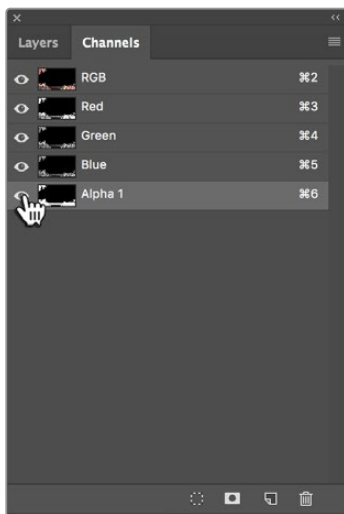 Layers Channels
RGB ⌘2
Red ⌘3
Green ⌘4
Blue ⌘5
Alpha 1 ⌘6